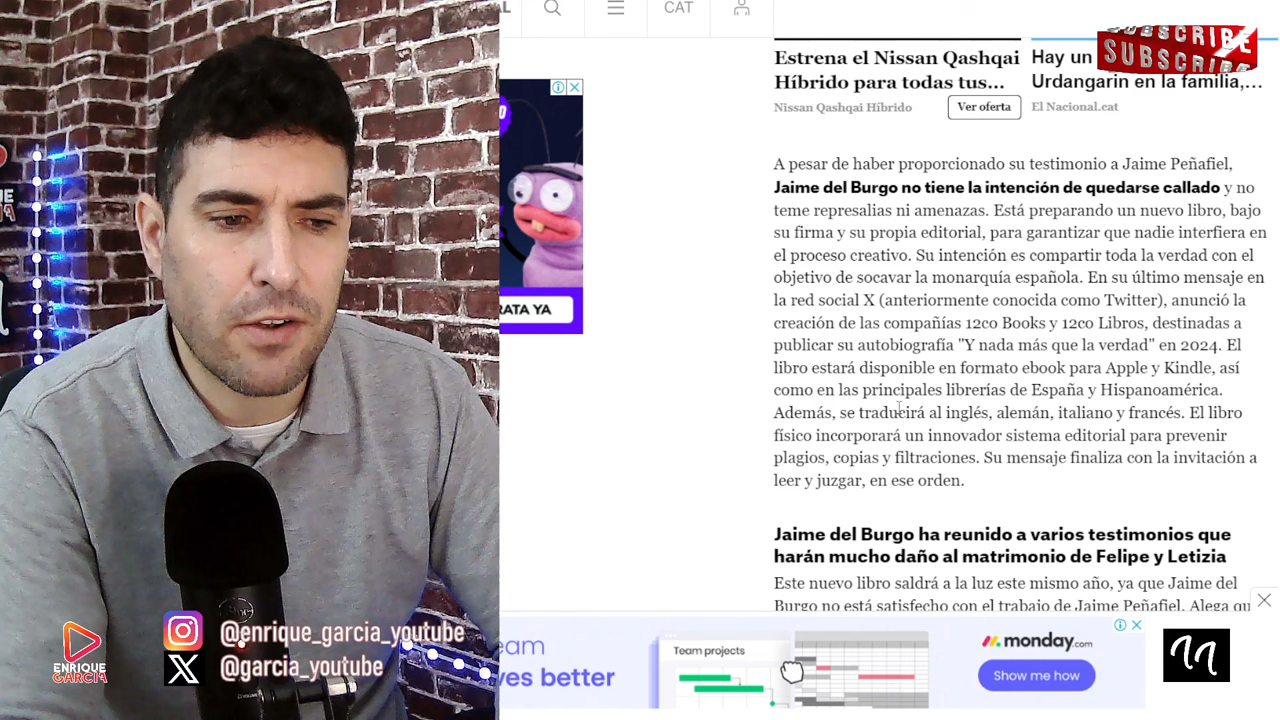 CAT
SUBSCRIBE
SUBSCRIBE
Estrena el Nissan Qashqai
Híbrido para todas tus...
Nissan Qashqai Híbrido
Ver oferta
Hay un
Urdangarin en la familia,...
El Nacional.cat
A pesar de haber proporcionado su testimonio a Jaime Peñafiel,
Jaime del Burgo no tiene la intención de quedarse callado y no
teme represalias ni amenazas. Está preparando un nuevo libro, bajo
su firma y su propia editorial, para garantizar que nadie interfiera en
el proceso creativo. Su intención es compartir toda la verdad con el
objetivo de socavar la monarquía española. En su último mensaje en
la red social X (anteriormente conocida como Twitter), anunció la
creación de las compañías 12co Books y 12co Libros, destinadas a
publicar su autobiografía "Y nada más que la verdad" en 2024. El
libro estará disponible en formato ebook para Apple y Kindle, así
como en las principales librerías de España y Hispanoamérica.
Además, se traducirá al inglés, alemán, italiano y francés. El libro
físico incorporará un innovador sistema editorial para prevenir
plagios, copias y filtraciones. Su mensaje finaliza con la invitación a
leer y juzgar, en ese orden.
Jaime del Burgo ha reunido a varios testimonios que
harán mucho daño al matrimonio de Felipe y Letizia
Este nuevo libro saldrá a la luz este mismo año, ya que Jaime del
Burgo no está satisfecho con el trabajo de Jaime Peñafiel. Alega qu
RATA YA
eam
ves better
Team projects
monday.com
Show me how
ENRIQUE
GARCIA
@enrique_garcia_youtube
@garcia_youtube